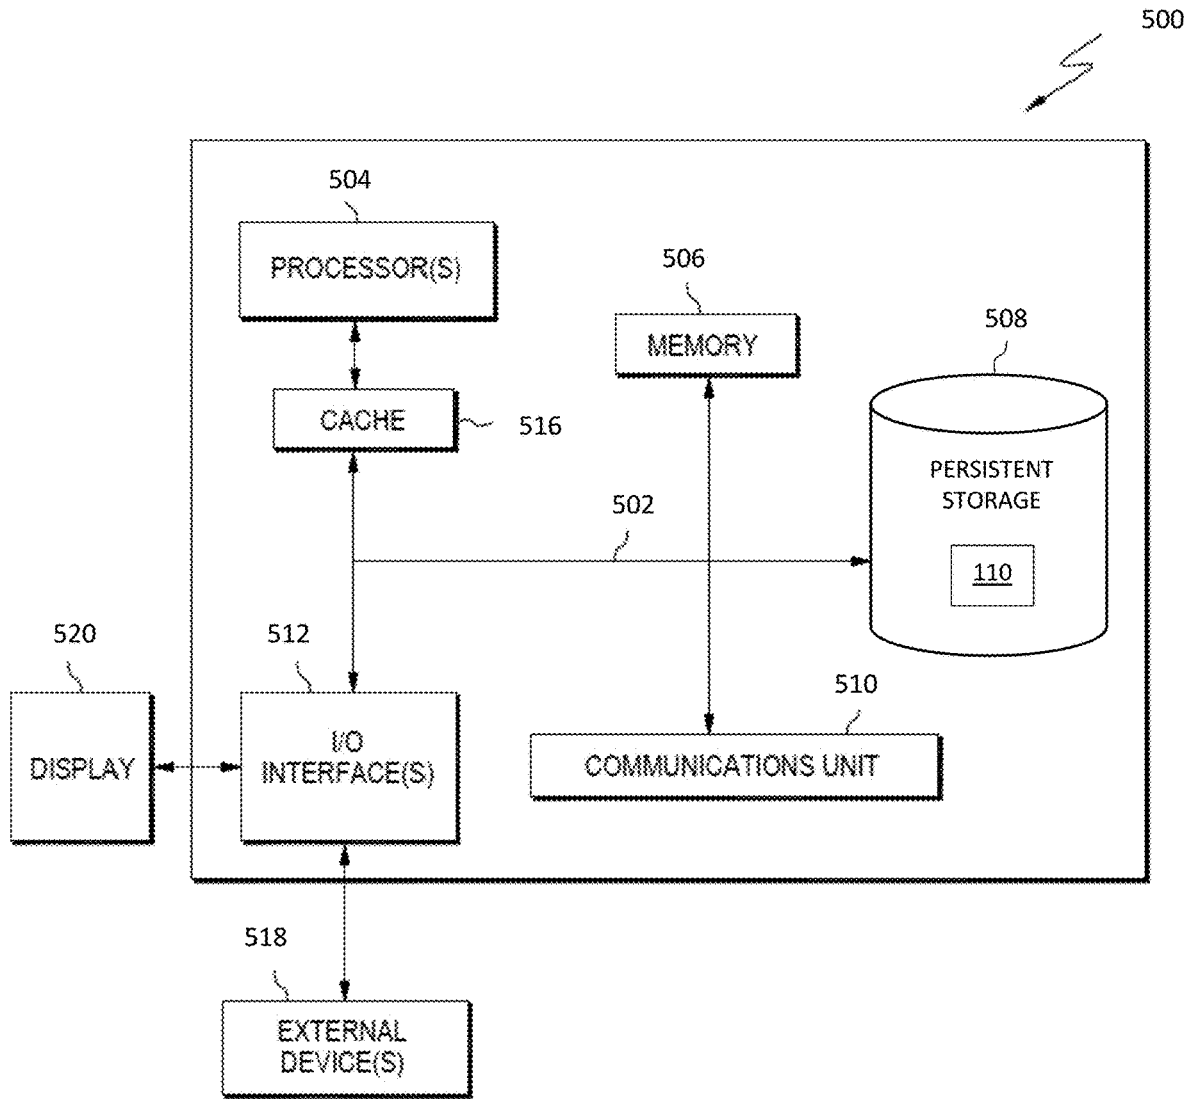 500
504
PROCESSOR(S)
506
MEMORY
508
CACHE
516
PERSISTENT
STORAGE
502
110
520
512
510
DISPLAY
I/O
INTERFACE(S)
COMMUNICATIONS UNIT
518
EXTERNAL
DEVICE(S)